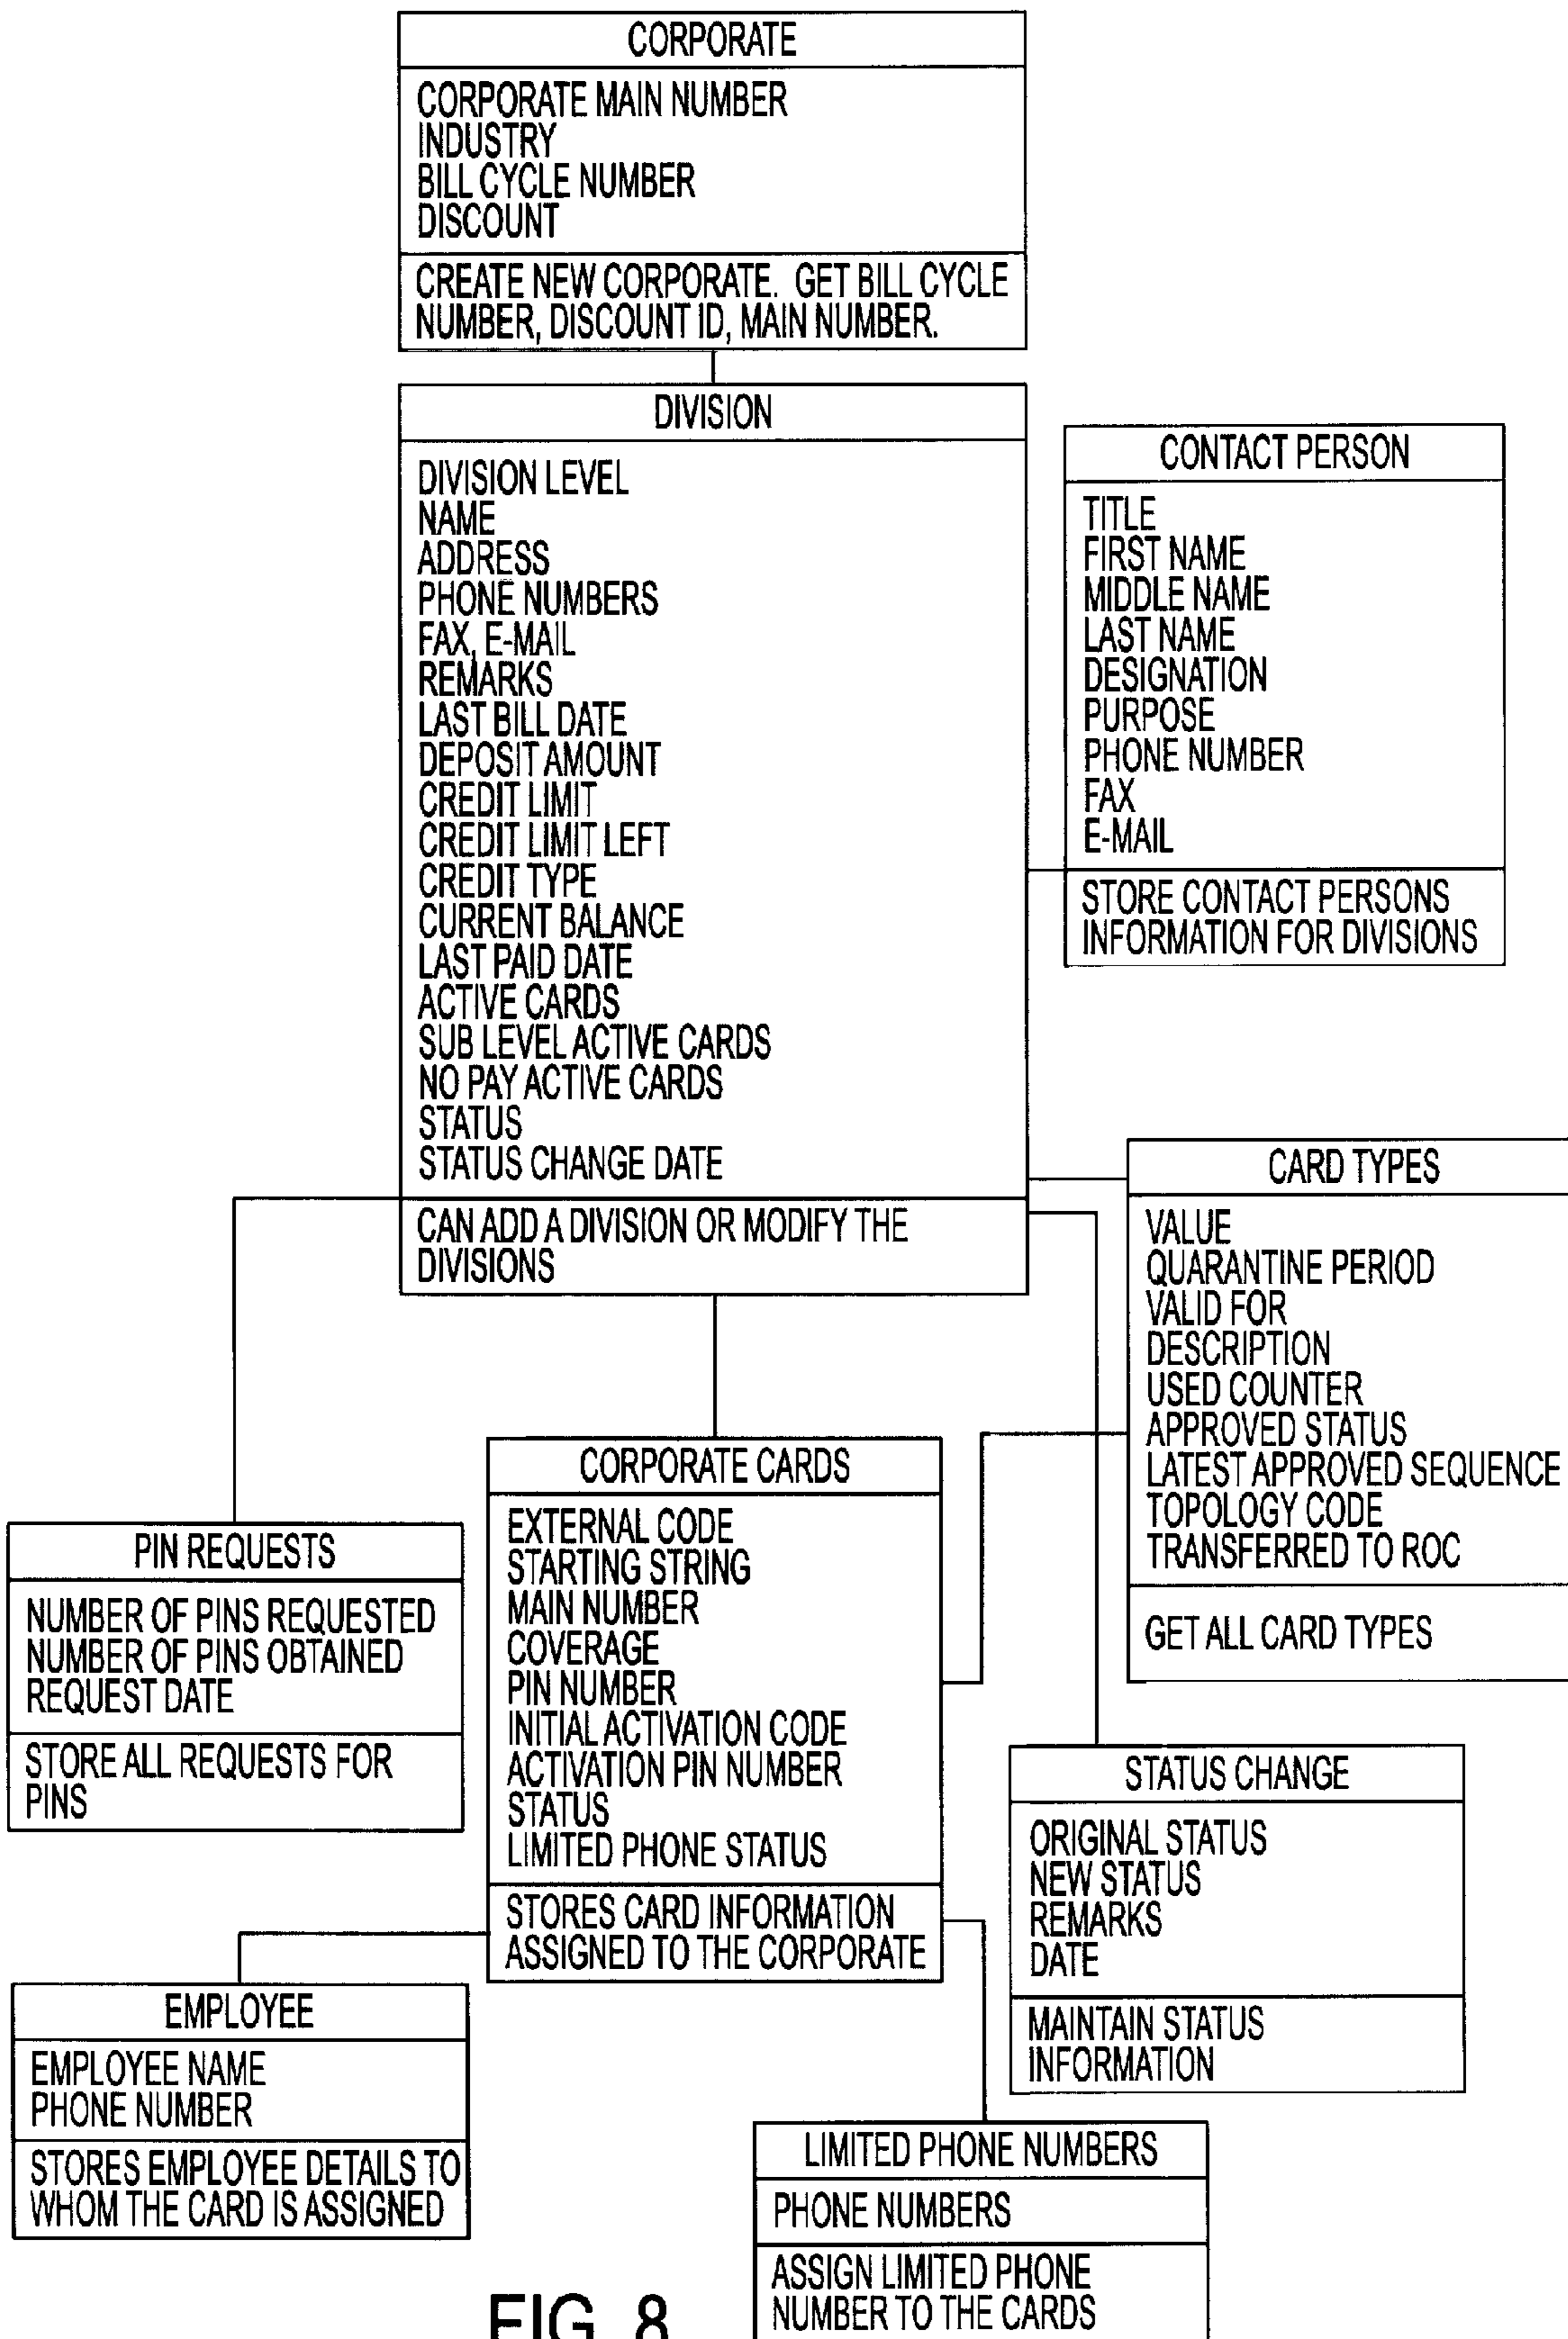 CORPORATE
CORPORATE MAIN NUMBER
INDUSTRY
BILL CYCLE NUMBER
DISCOUNT
CREATE NEW CORPORATE. GET BILL CYCLE
NUMBER, DISCOUNT ID, MAIN NUMBER.
DIVISION
DIVISION LEVEL
NAME
ADDRESS
PHONE NUMBERS
FAX, E-MAIL
REMARKS
LAST BILL DATE
DEPOSIT AMOUNT
CREDIT LIMIT
CREDIT LIMIT LEFT
CREDIT TYPE
CURRENT BALANCE
LAST PAID DATE
ACTIVE CARDS
SUB LEVEL ACTIVE CARDS
NO PAY ACTIVE CARDS
STATUS
STATUS CHANGE DATE
CAN ADD A DIVISION OR MODIFY THE
DIVISIONS
CONTACT PERSON
TITLE
FIRST NAME
MIDDLE NAME
LAST NAME
DESIGNATION
PURPOSE
PHONE NUMBER
FAX
E-MAIL
STORE CONTACT PERSONS
INFORMATION FOR DIVISIONS
CARD TYPES
VALUE
QUARANTINE PERIOD
VALID FOR
DESCRIPTION
USED COUNTER
APPROVED STATUS
LATEST APPROVED SEQUENCE
TOPOLOGY CODE
TRANSFERRED TO ROC
GET ALL CARD TYPES
CORPORATE CARDS
EXTERNAL CODE
STARTING STRING
MAIN NUMBER
COVERAGE
PIN NUMBER
INITIAL ACTIVATION CODE
ACTIVATION PIN NUMBER
STATUS
LIMITED PHONE STATUS
STORES CARD INFORMATION
ASSIGNED TO THE CORPORATE
PIN REQUESTS
NUMBER OF PINS REQUESTED
NUMBER OF PINS OBTAINED
REQUEST DATE
STORE ALL REQUESTS FOR
PINS
STATUS CHANGE
ORIGINAL STATUS
NEW STATUS
REMARKS
DATE
MAINTAIN STATUS
INFORMATION
EMPLOYEE
EMPLOYEE NAME
PHONE NUMBER
STORES EMPLOYEE DETAILS TO
WHOM THE CARD IS ASSIGNED
LIMITED PHONE NUMBERS
PHONE NUMBERS
ASSIGN LIMITED PHONE
NUMBER TO THE CARDS
FIG. 8